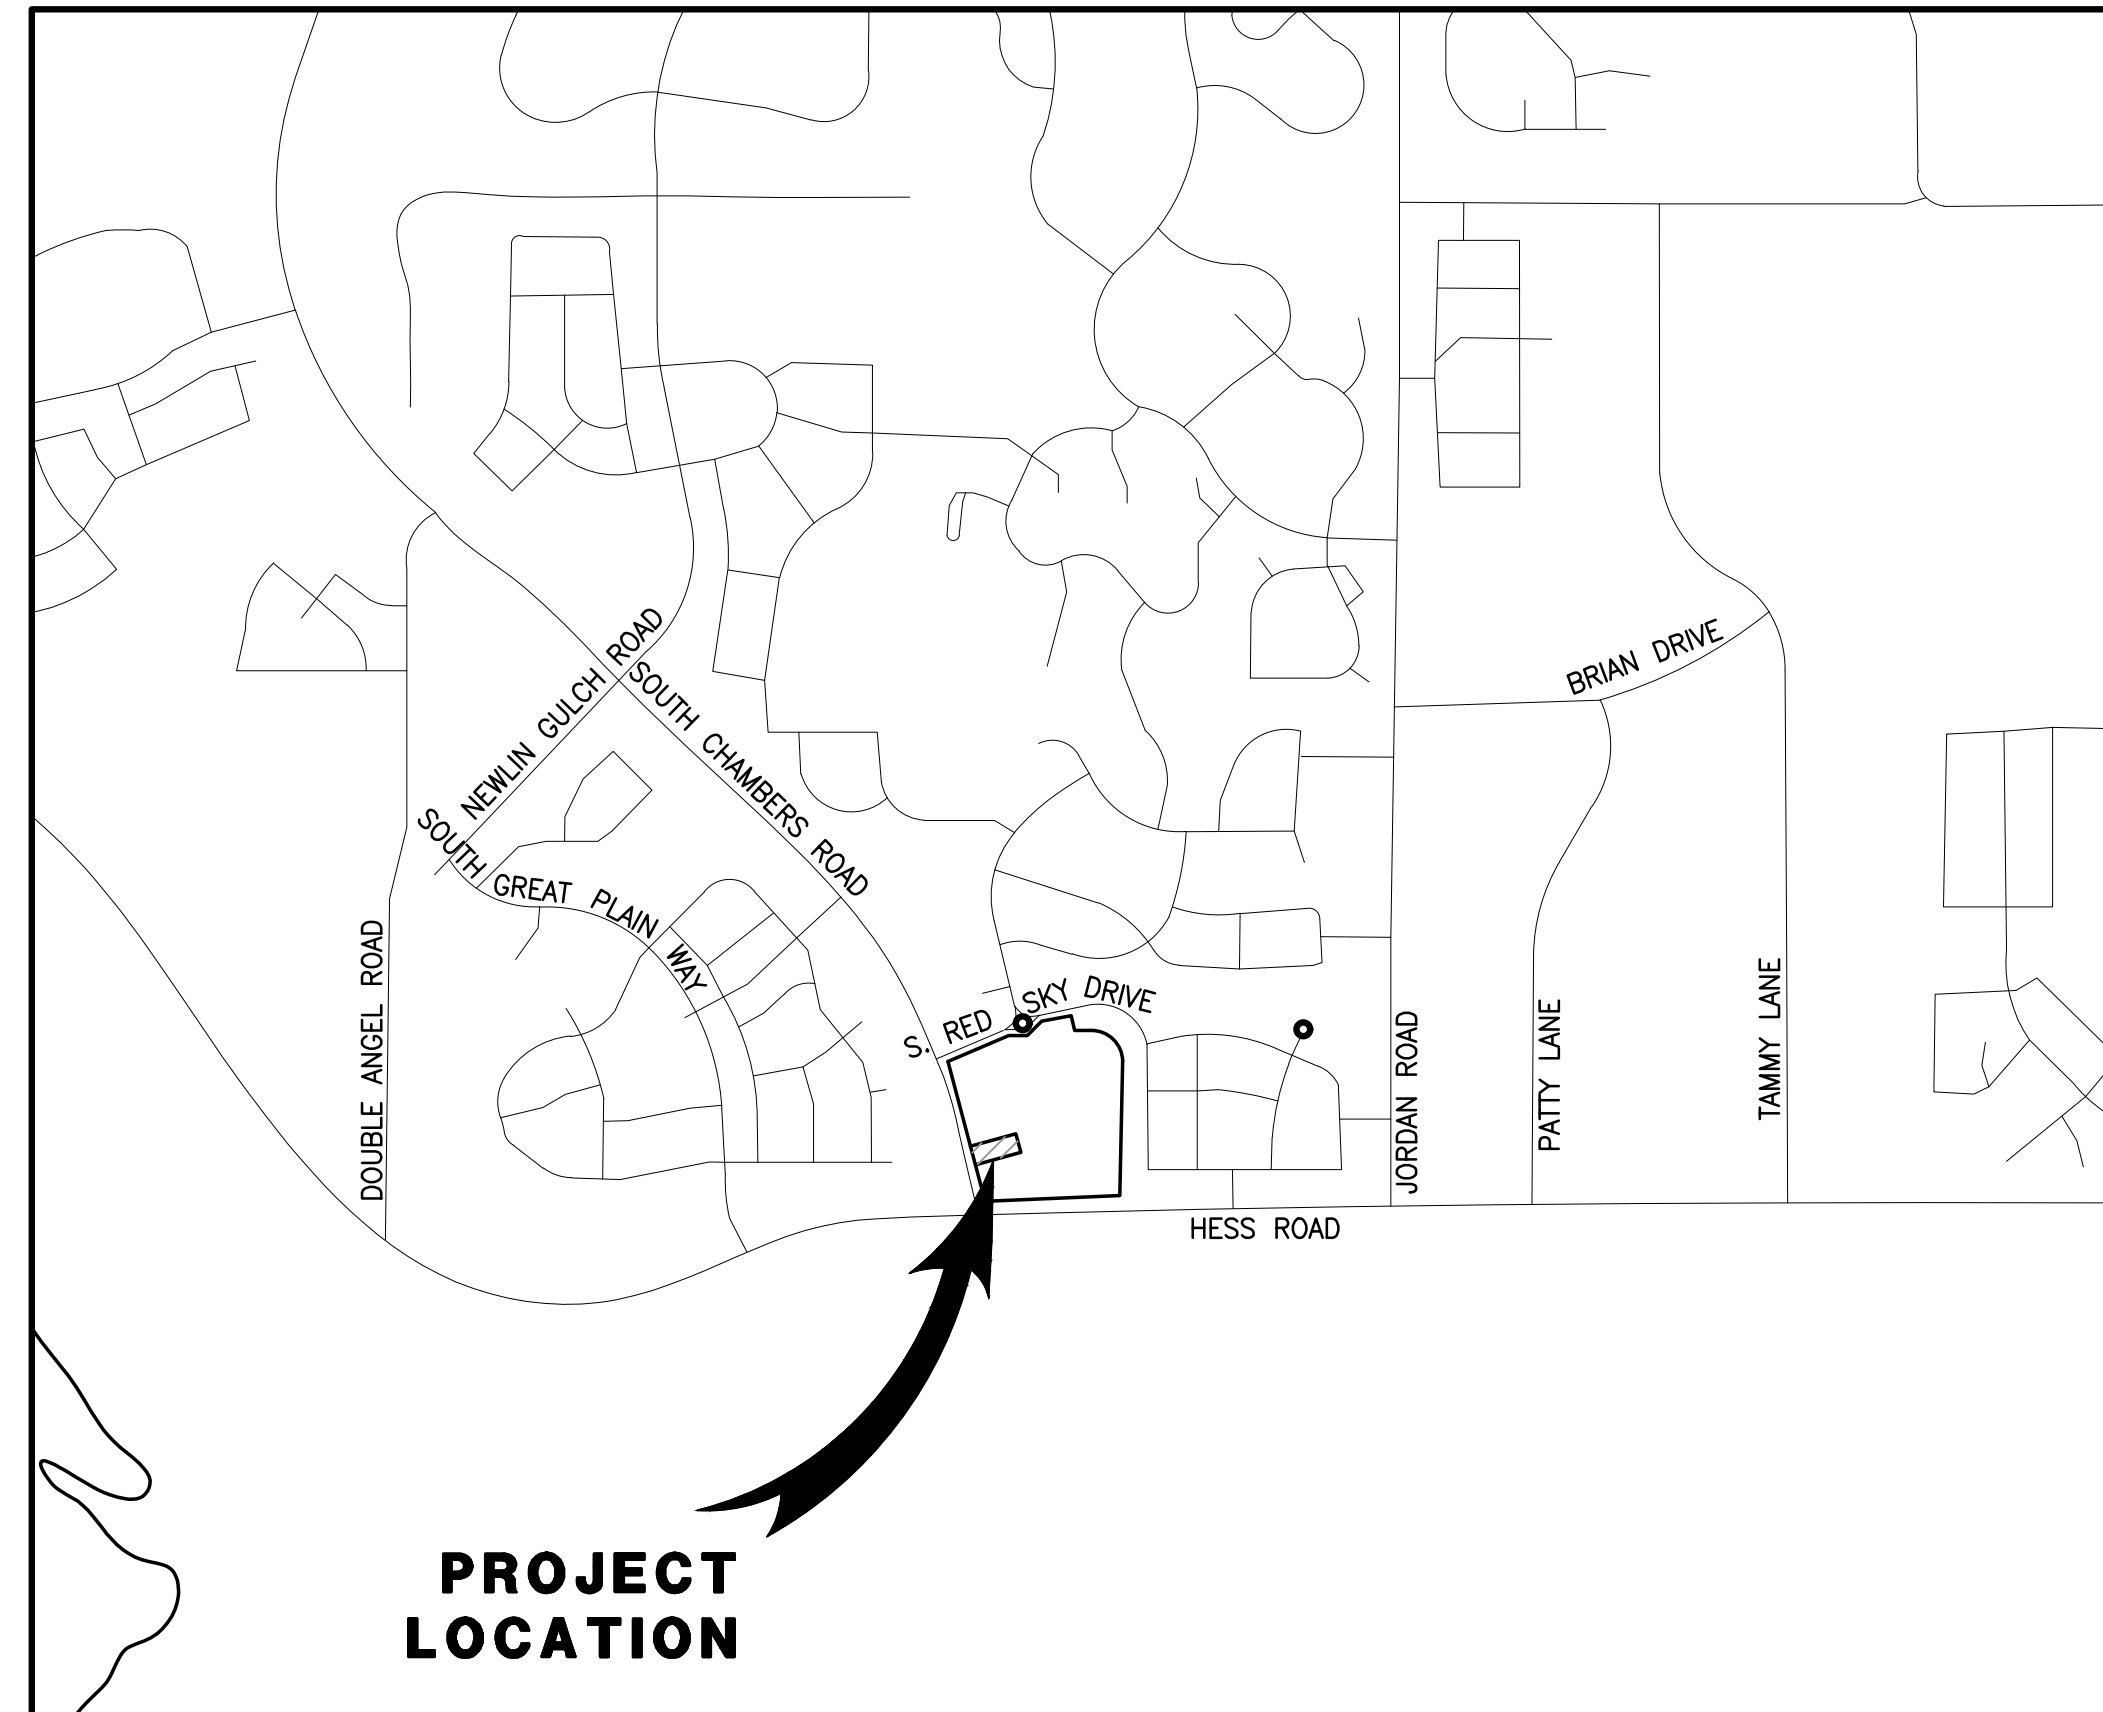 SOUTH NEWLIN GULCH ROAD
SOUTH CHAMBERS ROAD
BRIAN DRIVE
SOUTH GREAT PLAIN WAY
DOUBLE ANGEL ROAD
S. RED SKY DRIVE
JORDAN ROAD
PATTY LANE
TAMMY LANE
HESS ROAD
PROJECT
LOCATION